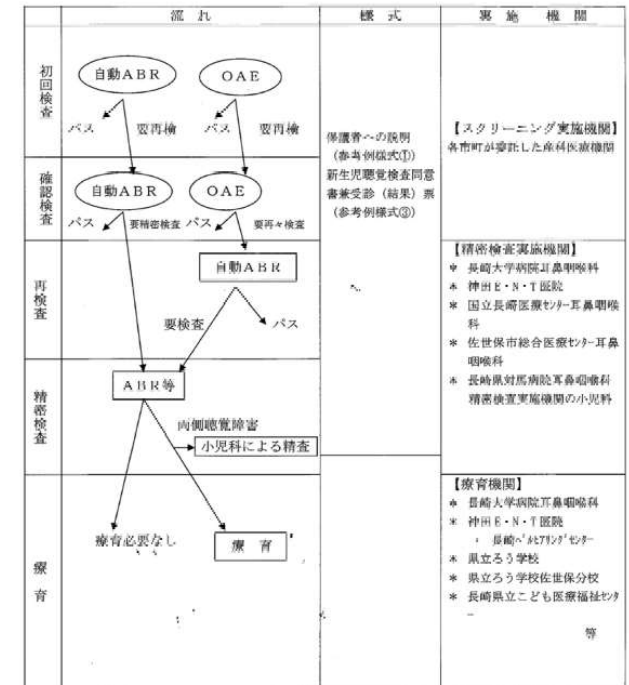 流 れ
様 式
実 施 機 関
初回検査
自動ABR
OAE
パス
要再検
パス
要再検
確認検査
自動ABR
OAE
パス
要精密検査
パス
要再々検査
再検査
自動ABR
要検査
パス
精密検査
ABR等
両側聴覚障害
小児科による精査
療 育
療育必要なし
療 育
保護者への説明
(参考例様式①)
新生児聴覚検査同意
書兼受診(結果)票
(参考例様式③)
【スクリーニング実施機関】
各市町が委託した産科医療機関
【精密検査実施機関】
* 長崎大学病院耳鼻咽喉科
* 神田E・N・T医院
* 国立長崎医療センター耳鼻咽喉
科
* 佐世保市総合医療センター耳鼻
咽喉科
* 長崎県対馬病院耳鼻咽喉科
精密検査実施機関の小児科
【療育機関】
* 長崎大学病院耳鼻咽喉科
* 神田E・N・T医院
長崎ベルヒアリングセンター
* 県立ろう学校
* 県立ろう学校佐世保分校
* 長崎県立こども医療福祉センタ
ー
等